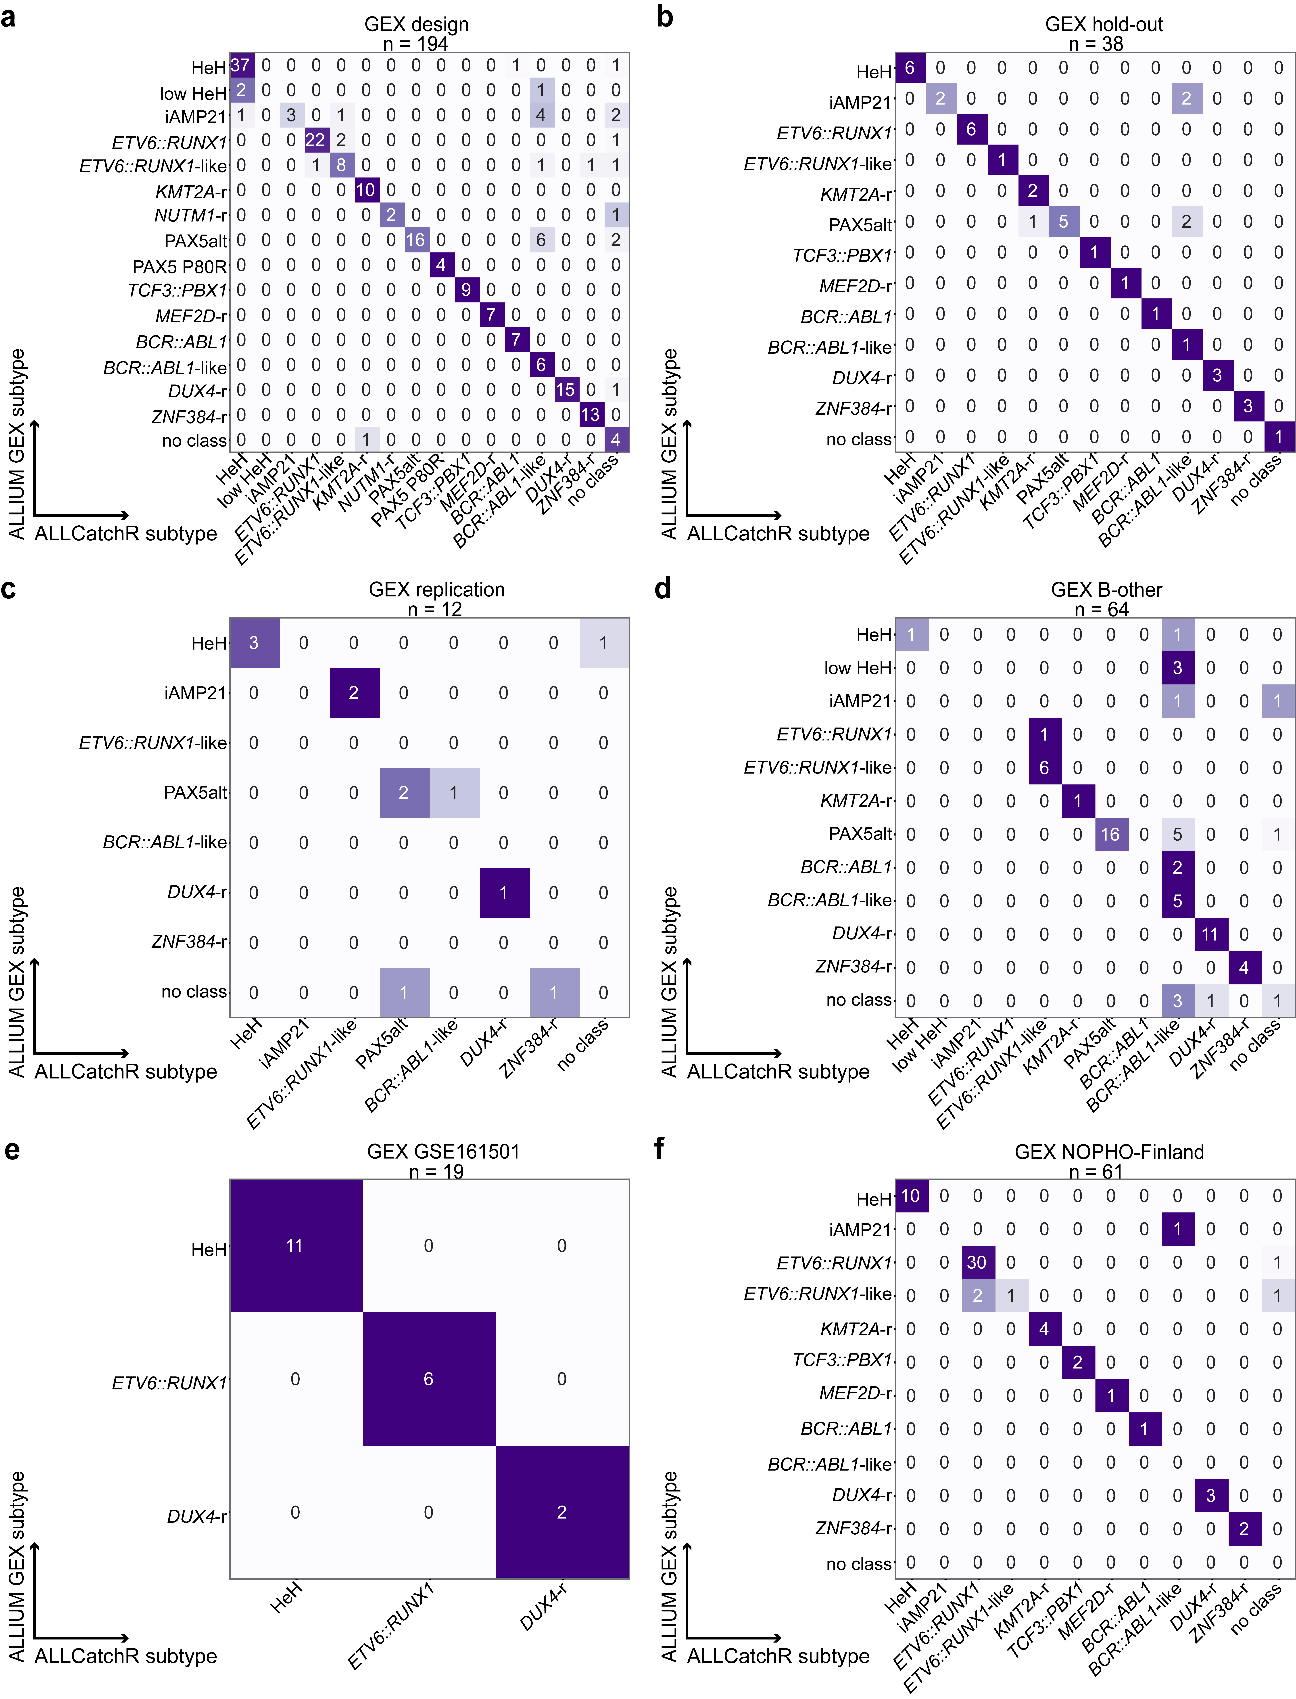 a
GEX design
n = 194
HeH 37 0 0 0 0 0 0 0 0 0 0 1 0 0 0 1
low HeH 2 0 0 0 0 0 0 0 0 0 0 0 1 0 0 0
iAMP21 1 0 3 0 1 0 0 0 0 0 0 0 4 0 0 2
ETV6::RUNX1 0 0 0 22 2 0 0 0 0 0 0 0 0 0 0 1
ETV6::RUNX1-like 0 0 0 1 8 0 0 0 0 0 0 0 1 0 1 1
KMT2A-r 0 0 0 0 0 10 0 0 0 0 0 0 0 0 0 0
NUTM1-r 0 0 0 0 0 0 2 0 0 0 0 0 0 0 0 1
PAX5alt 0 0 0 0 0 0 0 16 0 0 0 0 6 0 0 2
PAX5 P80R 0 0 0 0 0 0 0 0 4 0 0 0 0 0 0 0
TCF3::PBX1 0 0 0 0 0 0 0 0 0 9 0 0 0 0 0 0
MEF2D-r 0 0 0 0 0 0 0 0 0 0 7 0 0 0 0 0
BCR::ABL1 0 0 0 0 0 0 0 0 0 0 0 7 0 0 0 0
BCR::ABL1-like 0 0 0 0 0 0 0 0 0 0 0 0 6 0 0 0
DUX4-r 0 0 0 0 0 0 0 0 0 0 0 0 0 15 0 1
ZNF384-r 0 0 0 0 0 0 0 0 0 0 0 0 0 0 13 0
no class 0 0 0 0 0 1 0 0 0 0 0 0 0 0 0 4
HeH low HeH iAMP21 ETV6::RUNX1 ETV6::RUNX1-like KMT2A-r NUTM1-r PAX5alt PAX5 P80R TCF3::PBX1 MEF2D-r BCR::ABL1 BCR::ABL1-like DUX4-r ZNF384-r no class
ALLIUM GEX subtype
ALLCatchR subtype
b
GEX hold-out
n = 38
HeH 6 0 0 0 0 0 0 0 0 0 0 0 0
iAMP21 0 2 0 0 0 0 0 0 0 2 0 0 0
ETV6::RUNX1 0 0 6 0 0 0 0 0 0 0 0 0 0
ETV6::RUNX1-like 0 0 0 1 0 0 0 0 0 0 0 0 0
KMT2A-r 0 0 0 0 2 0 0 0 0 0 0 0 0
PAX5alt 0 0 0 0 1 5 0 0 0 2 0 0 0
TCF3::PBX1 0 0 0 0 0 0 1 0 0 0 0 0 0
MEF2D-r 0 0 0 0 0 0 0 1 0 0 0 0 0
BCR::ABL1 0 0 0 0 0 0 0 0 1 0 0 0 0
BCR::ABL1-like 0 0 0 0 0 0 0 0 0 1 0 0 0
DUX4-r 0 0 0 0 0 0 0 0 0 0 3 0 0
ZNF384-r 0 0 0 0 0 0 0 0 0 0 0 3 0
no class 0 0 0 0 0 0 0 0 0 0 0 0 1
HeH iAMP21 ETV6::RUNX1 ETV6::RUNX1-like KMT2A-r PAX5alt TCF3::PBX1 MEF2D-r BCR::ABL1 BCR::ABL1-like DUX4-r ZNF384-r no class
ALLIUM GEX subtype
ALLCatchR subtype
c
GEX replication
n = 12
HeH 3 0 0 0 0 0 0 1
iAMP21 0 0 2 0 0 0 0 0
ETV6::RUNX1-like 0 0 0 0 0 0 0 0
PAX5alt 0 0 0 2 1 0 0 0
BCR::ABL1-like 0 0 0 0 0 0 0 0
DUX4-r 0 0 0 0 0 1 0 0
ZNF384-r 0 0 0 0 0 0 0 0
no class 0 0 0 1 0 0 1 0
HeH iAMP21 ETV6::RUNX1-like PAX5alt BCR::ABL1-like DUX4-r ZNF384-r no class
ALLIUM GEX subtype
ALLCatchR subtype
d
GEX B-other
n = 64
HeH 1 0 0 0 0 0 0 0 1 0 0 0
low HeH 0 0 0 0 0 0 0 0 3 0 0 0
iAMP21 0 0 0 0 0 0 0 0 1 0 0 1
ETV6::RUNX1 0 0 0 0 1 0 0 0 0 0 0 0
ETV6::RUNX1-like 0 0 0 0 6 0 0 0 0 0 0 0
KMT2A-r 0 0 0 0 0 1 0 0 0 0 0 0
PAX5alt 0 0 0 0 0 0 16 0 5 0 0 1
BCR::ABL1 0 0 0 0 0 0 0 0 2 0 0 0
BCR::ABL1-like 0 0 0 0 0 0 0 0 5 0 0 0
DUX4-r 0 0 0 0 0 0 0 0 0 11 0 0
ZNF384-r 0 0 0 0 0 0 0 0 0 0 4 0
no class 0 0 0 0 0 0 0 0 3 1 0 1
HeH low HeH iAMP21 ETV6::RUNX1 ETV6::RUNX1-like KMT2A-r PAX5alt BCR::ABL1 BCR::ABL1-like DUX4-r ZNF384-r no class
ALLIUM GEX subtype
ALLCatchR subtype
e
GEX GSE161501
n = 19
HeH 11 0 0
ETV6::RUNX1 0 6 0
DUX4-r 0 0 2
HeH ETV6::RUNX1 DUX4-r
ALLIUM GEX subtype
ALLCatchR subtype
f
GEX NOPHO-Finland
n = 61
HeH 10 0 0 0 0 0 0 0 0 0 0 0
iAMP21 0 0 0 0 0 0 0 0 1 0 0 0
ETV6::RUNX1 0 0 30 0 0 0 0 0 0 0 0 1
ETV6::RUNX1-like 0 0 2 1 0 0 0 0 0 0 0 1
KMT2A-r 0 0 0 0 4 0 0 0 0 0 0 0
TCF3::PBX1 0 0 0 0 0 2 0 0 0 0 0 0
MEF2D-r 0 0 0 0 0 0 1 0 0 0 0 0
BCR::ABL1 0 0 0 0 0 0 0 1 0 0 0 0
BCR::ABL1-like 0 0 0 0 0 0 0 0 0 0 0 0
DUX4-r 0 0 0 0 0 0 0 0 0 3 0 0
ZNF384-r 0 0 0 0 0 0 0 0 0 0 2 0
no class 0 0 0 0 0 0 0 0 0 0 0 0
HeH iAMP21 ETV6::RUNX1 ETV6::RUNX1-like KMT2A-r TCF3::PBX1 MEF2D-r BCR::ABL1 BCR::ABL1-like DUX4-r ZNF384-r no class
ALLIUM GEX subtype
ALLCatchR subtype